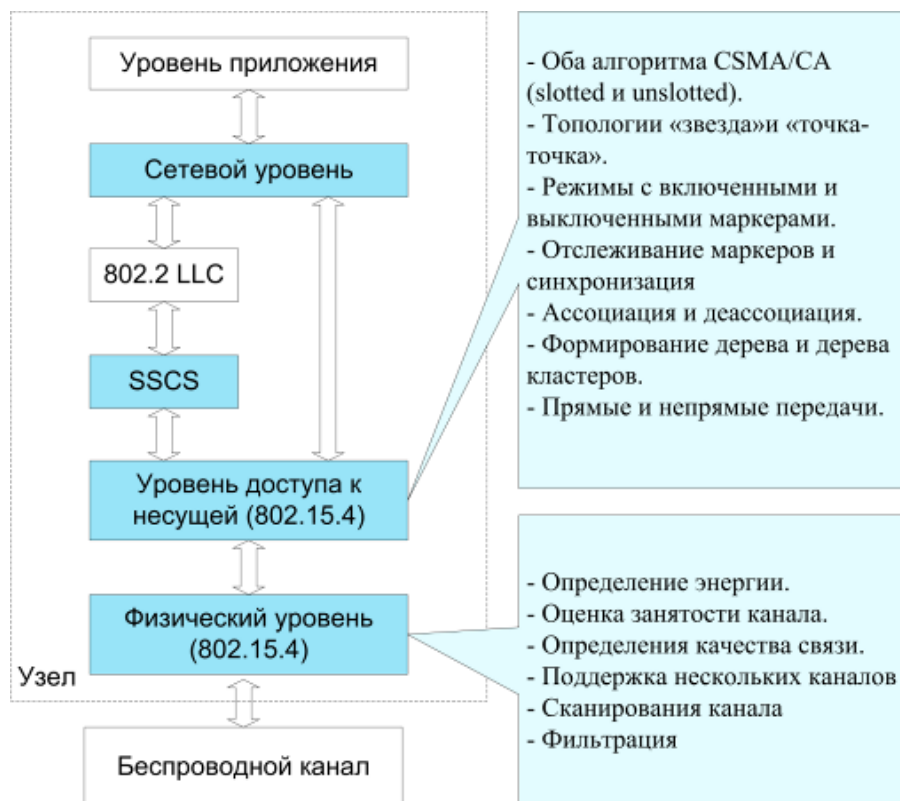 Уровень приложения
Сетевой уровень
802.2 LLC
SSCS
Уровень доступа к
несущей (802.15.4)
Физический уровень
(802.15.4)
Узел
Беспроводной канал
- Оба алгоритма CSMA/CA
(slotted и unslotted).
- Топологии «звезда»и «точка-
точка».
- Режимы с включенными и
выключенными маркерами.
- Отслеживание маркеров и
синхронизация
- Ассоциация и деассоциация.
- Формирование дерева и дерева
кластеров.
- Прямые и непрямые передачи.
- Определение энергии.
- Оценка занятости канала.
- Определения качества связи.
- Поддержка нескольких каналов
- Сканирования канала
- Фильтрация